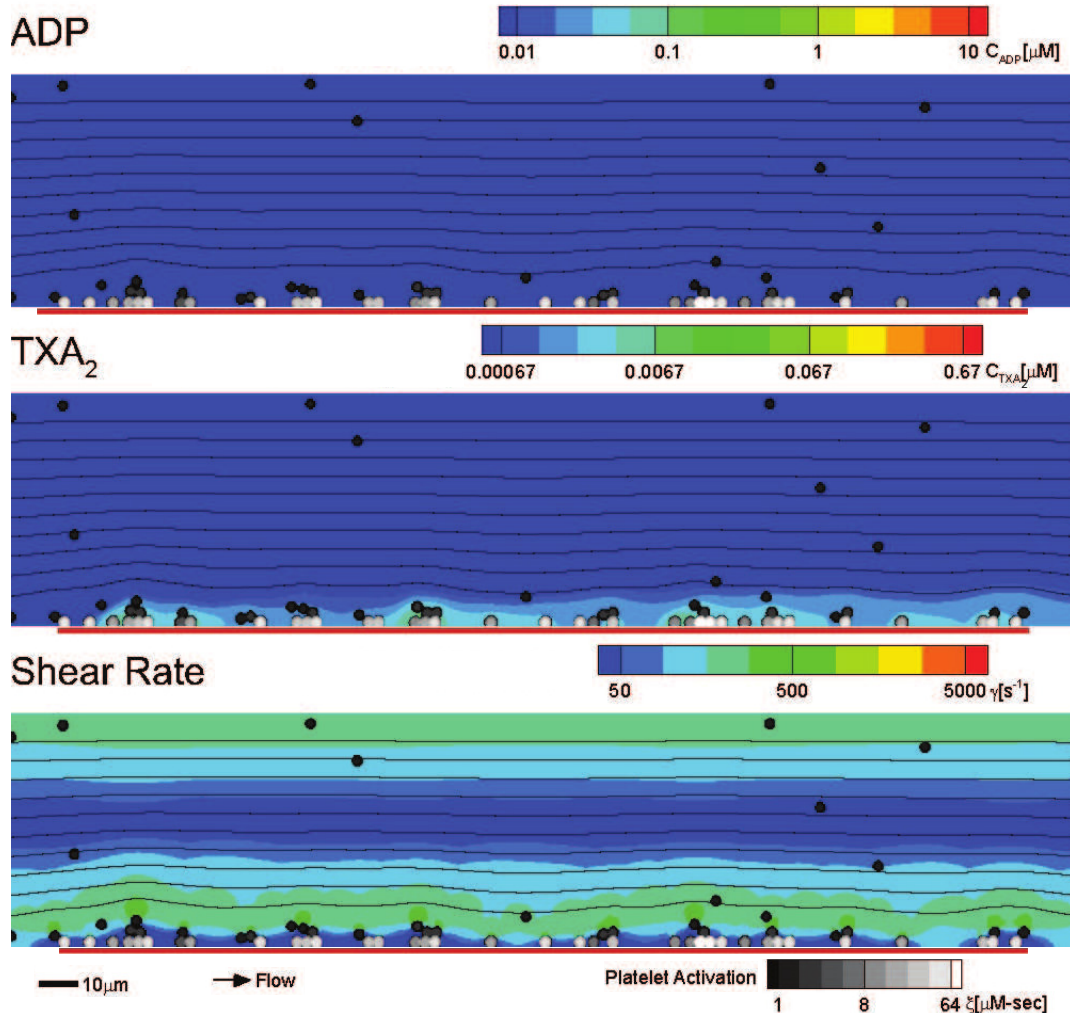 ADP
0.01 0.1 1 10 C_ADP[μM]
TXA₂
0.00067 0.0067 0.067 0.67 C_TXA₂[μM]
Shear Rate
50 500 5000 γ[s⁻¹]
10μm Flow Platelet Activation
1 8 64 ξ[μM-sec]